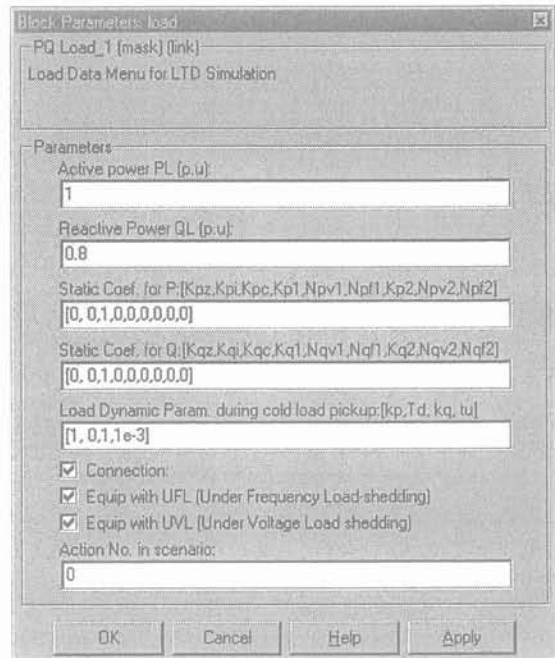 Block Parameters: load
PQ Load_1 (mask) (link)
Load Data Menu for LTD Simulation
Parameters
Active power PL (p.u):
1
Reactive Power QL (p.u):
0.8
Static Coef. for P:[Kpz,Kpi,Kpc,Kp1,Npv1,Npf1,Kp2,Npv2,Npf2]
[0, 0,1,0,0,0,0,0,0]
Static Coef. for Q:[Kqz,Kqi,Kqc,Kq1,Nqv1,Nqf1,Kq2,Nqv2,Nqf2]
[0, 0,1,0,0,0,0,0,0]
Load Dynamic Param. during cold load pickup:[kp,Td, kq, tu]
[1, 0,1,1e-3]
Connection:
Equip with UFL (Under Frequency Load-shedding)
Equip with UVL (Under Voltage Load shedding)
Action No. in scenario:
0
OK Cancel Help Apply